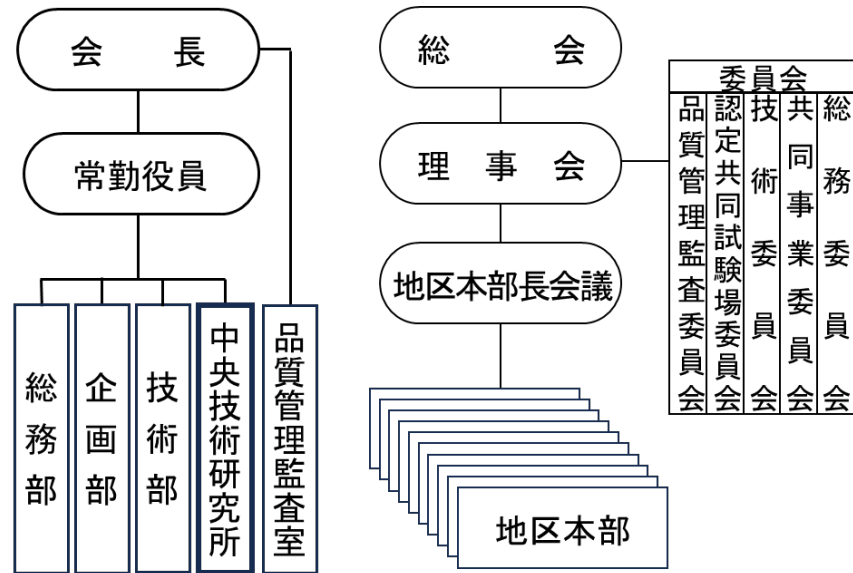 会長
常勤役員
総務部
企画部
技術部
中央技術研究所
品質管理監査室
総会
理事会
地区本部長会議
地区本部
委員会
総務委員会
共同事業委員会
技術委員会
認定共同試験場委員会
品質管理監査委員会